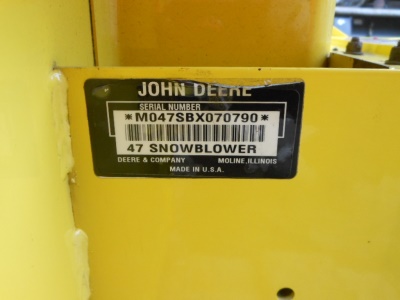 JOHN DEERE
SERIAL NUMBER
*M047SBX070790*
47 SNOWBLOWER
DEERE & COMPANY MOLINE, ILLINOIS
MADE IN U.S.A.